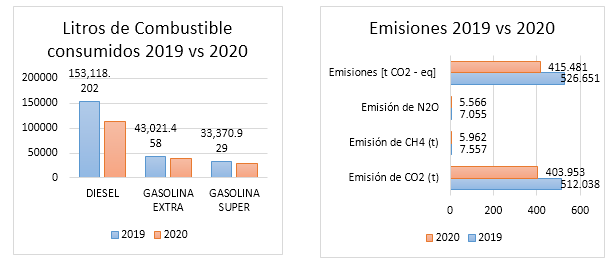 Litros de Combustible
consumidos 2019 vs 2020
200000
153,118.
202
150000
100000
43,021.4
58
33,370.9
29
50000
0
DIESEL
GASOLINA
EXTRA
GASOLINA
SUPER
2019
2020
Emisiones 2019 vs 2020
Emisiones [t CO2 - eq]
415.481
526.651
Emisión de N2O
5.566
7.055
Emisión de CH4 (t)
5.962
7.557
Emisión de CO2 (t)
403.953
512.038
0
200
400
600
2020
2019